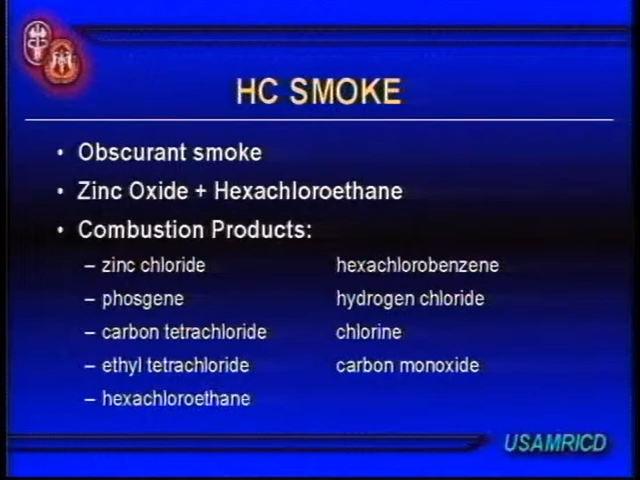 HC SMOKE
• Obscurant smoke
• Zinc Oxide + Hexachloroethane
• Combustion Products:
– zinc chloride hexachlorobenzene
– phosgene hydrogen chloride
– carbon tetrachloride chlorine
– ethyl tetrachloride carbon monoxide
– hexachloroethane
USAMRICD